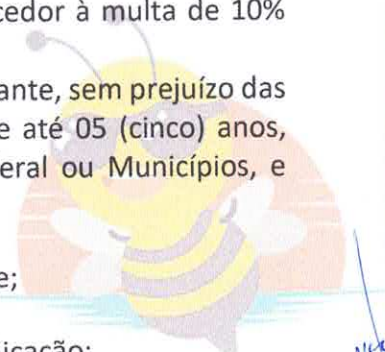 cedor à multa de 10%
ante, sem prejuízo das
e até 05 (cinco) anos,
eral ou Municípios, e
e;
icação;